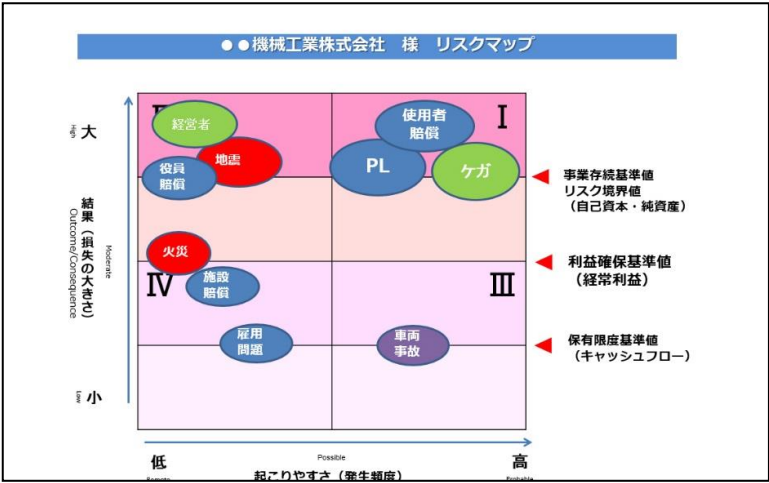 ●●機械工業株式会社 様 リスクマップ
Ⅰ
経営者
使用者
賠償
地震
PL
ケガ
役員
賠償
火災
Ⅳ
施設
賠償
Ⅲ
雇用
問題
車両
事故
High
大
結果(損失の大きさ)
Outcome/Consequence
Moderate
Low
小
事業存続基準値
リスク境界値
(自己資本・純資産)
利益確保基準値
(経常利益)
保有限度基準値
(キャッシュフロー)
低
Possible
起こりやすさ(発生頻度)
高